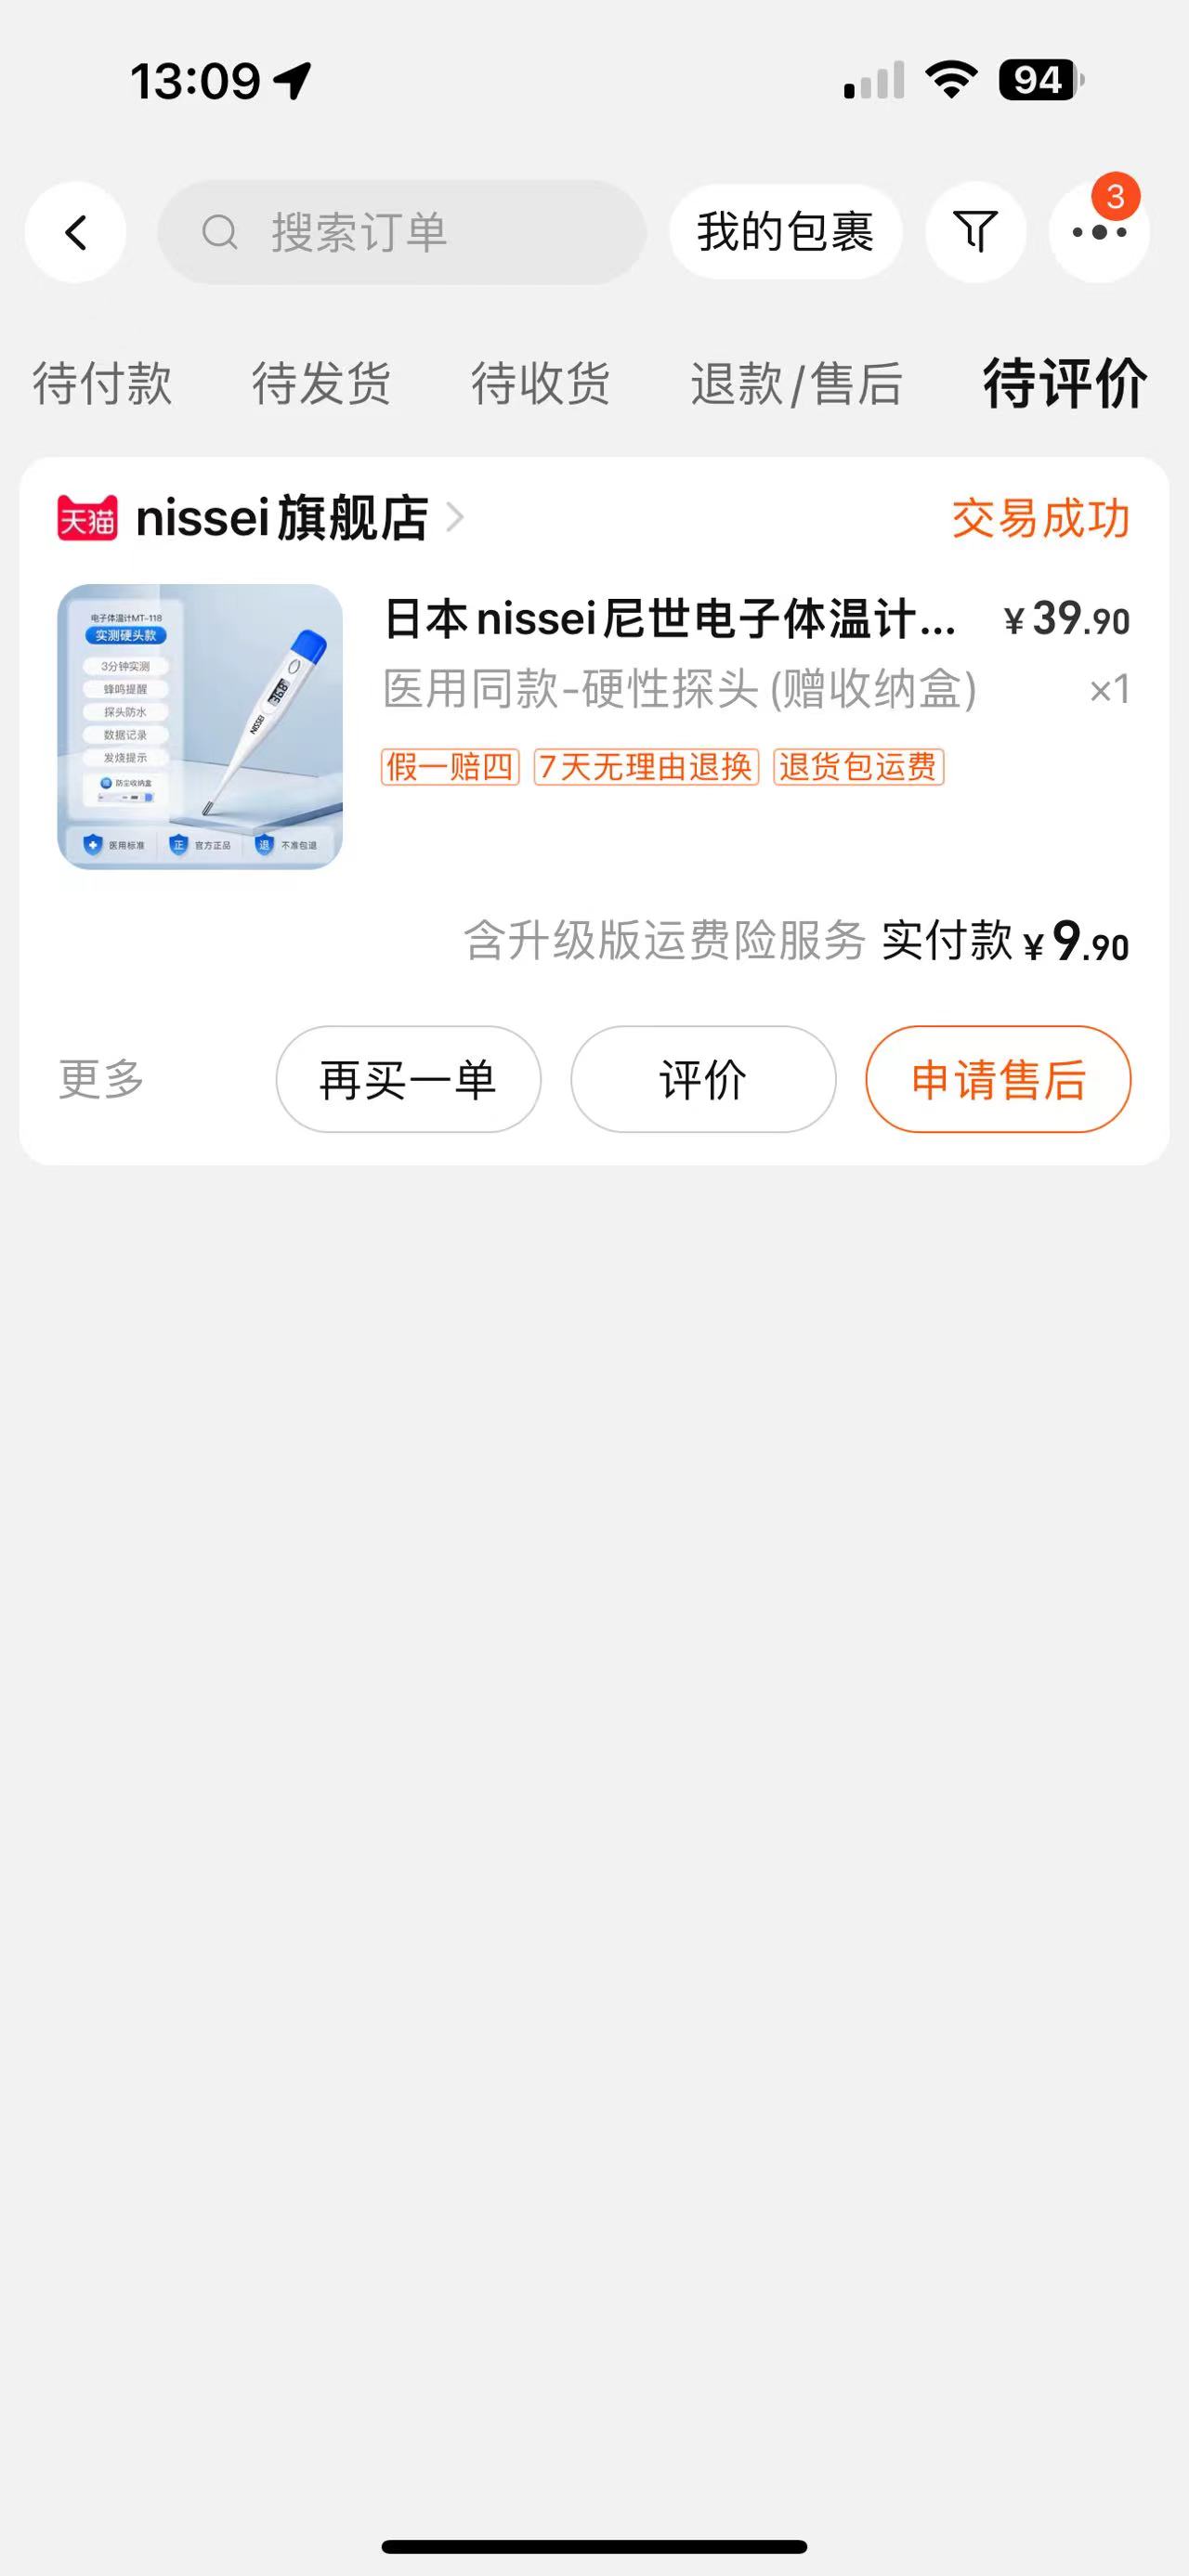 13:09
94
搜索订单
我的包裹
3
待付款 待发货 待收货 退款/售后 待评价
天猫 nissei旗舰店
交易成功
电子体温计MT-118
实测硬头款
3分钟实测
蜂鸣提醒
探头防水
数据记录
发烧提示
防尘收纳盒
36.8
NISSEI
医用标准
正 官方正品
退 不准包退
日本nissei尼世电子体温计... ¥39.90
医用同款-硬性探头(赠收纳盒) ×1
假一赔四 7天无理由退换 退货包运费
含升级版运费险服务 实付款 ¥9.90
更多 再买一单 评价 申请售后